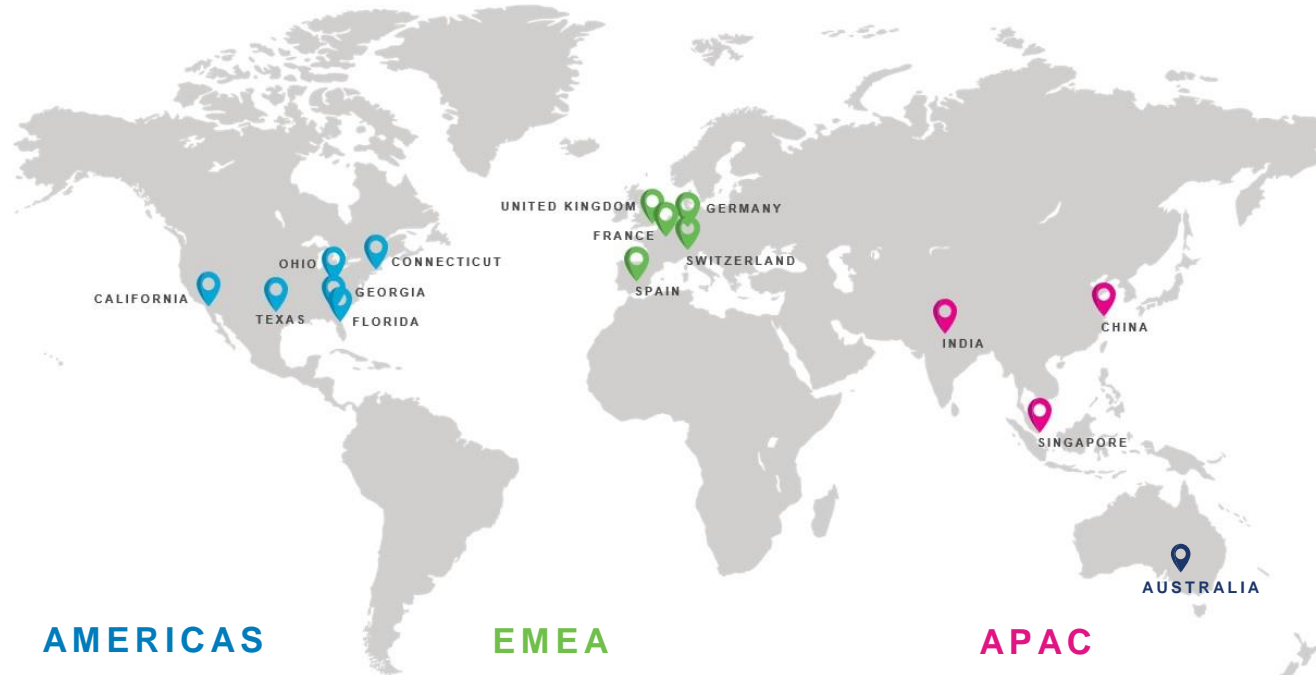 UNITED KINGDOM
GERMANY
FRANCE
SWITZERLAND
SPAIN
OHIO
CONNECTICUT
CALIFORNIA
GEORGIA
TEXAS
FLORIDA
CHINA
INDIA
SINGAPORE
AUSTRALIA
AMERICAS
EMEA
APAC